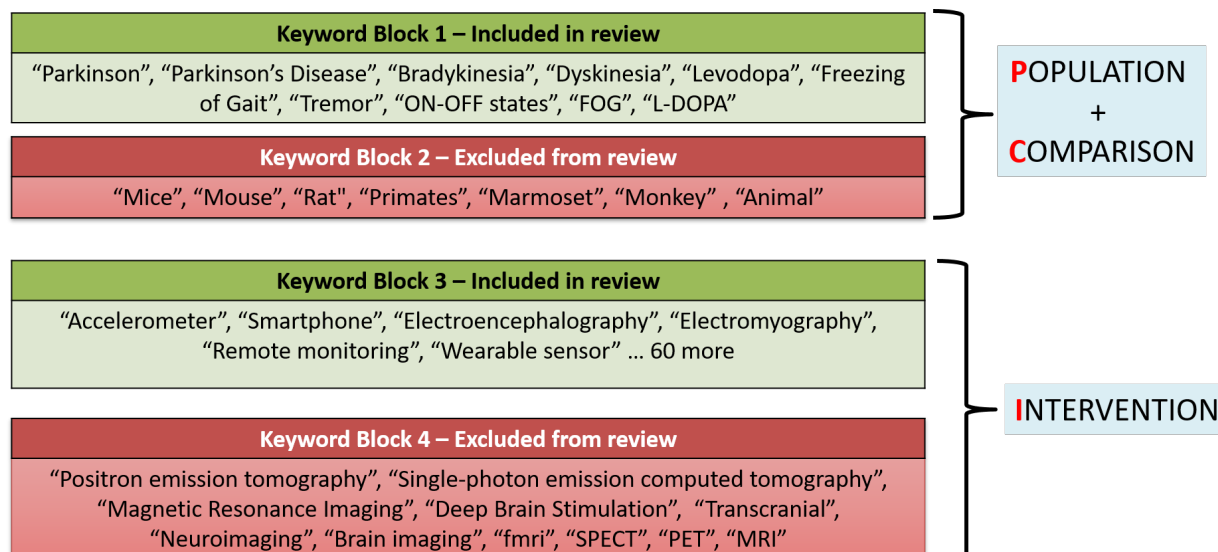 Keyword Block 1 – Included in review
“Parkinson”, “Parkinson’s Disease”, “Bradykinesia”, “Dyskinesia”, “Levodopa”, “Freezing
of Gait”, “Tremor”, “ON-OFF states”, “FOG”, “L-DOPA”
Keyword Block 2 – Excluded from review
“Mice”, “Mouse”, “Rat", “Primates”, “Marmoset”, “Monkey” , “Animal”
POPULATION
+
COMPARISON
Keyword Block 3 – Included in review
“Accelerometer”, “Smartphone”, “Electroencephalography”, “Electromyography”,
“Remote monitoring”, “Wearable sensor” ... 60 more
Keyword Block 4 – Excluded from review
“Positron emission tomography”, “Single-photon emission computed tomography”,
“Magnetic Resonance Imaging”, “Deep Brain Stimulation”, “Transcranial”,
“Neuroimaging”, “Brain imaging”, “fmri”, “SPECT”, “PET”, “MRI”
INTERVENTION